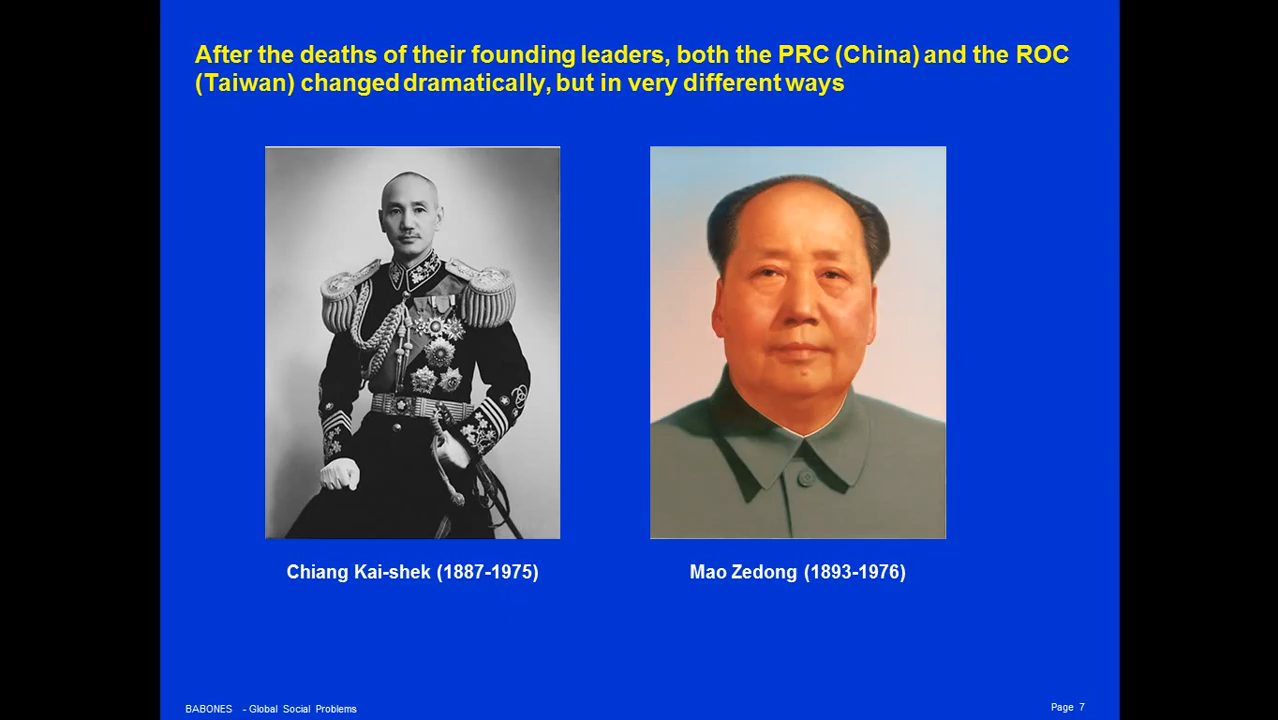 After the deaths of their founding leaders, both the PRC (China) and the ROC
(Taiwan) changed dramatically, but in very different ways
Chiang Kai-shek (1887-1975)
Mao Zedong (1893-1976)
BABONES - Global Social Problems
Page 7